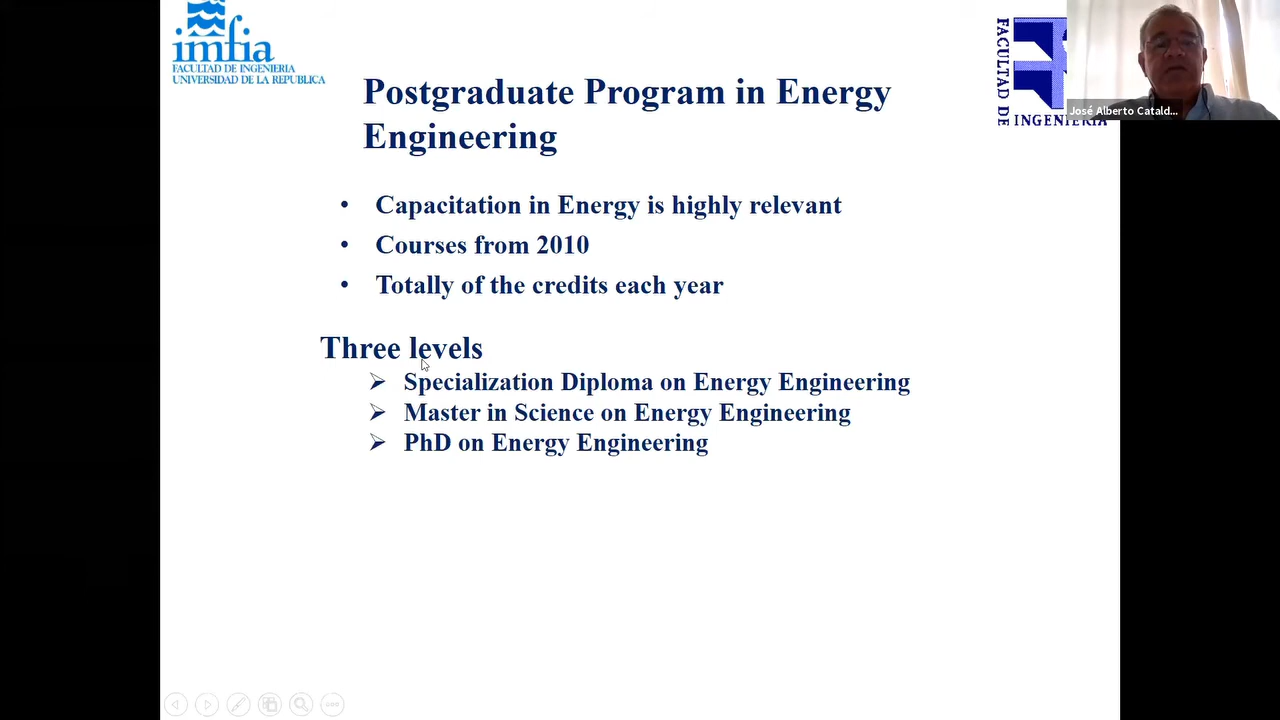 imfia
FACULTAD DE INGENIERIA
UNIVERSIDAD DE LA REPUBLICA
Postgraduate Program in Energy
Engineering
FACULTAD DE
INGENIERIA
José Alberto Catald...
• Capacitation in Energy is highly relevant
• Courses from 2010
• Totally of the credits each year
Three levels
➢ Specialization Diploma on Energy Engineering
➢ Master in Science on Energy Engineering
➢ PhD on Energy Engineering